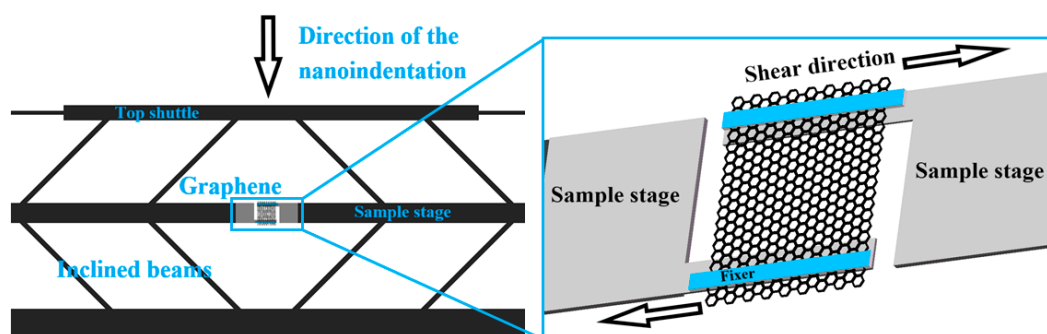 Direction of the
nanoindentation
Top shuttle
Graphene
Sample stage
Inclined beams
Shear direction
Sample stage
Sample stage
Fixer